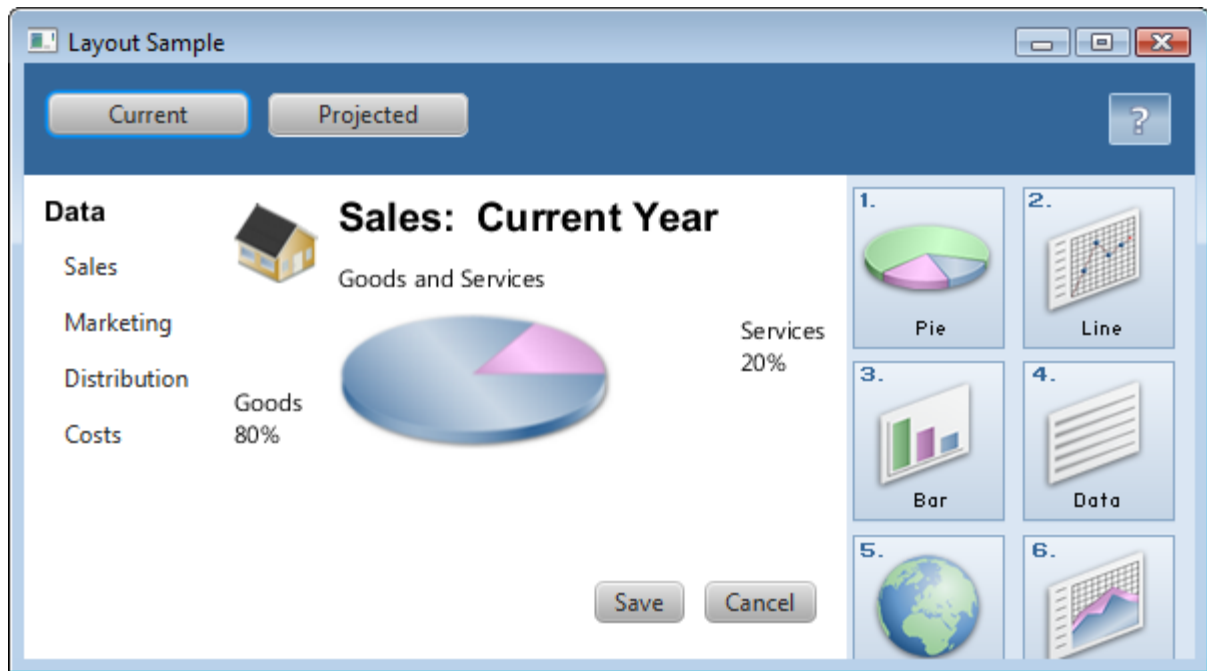 Layout Sample
Current
Projected
?
Data
Sales
Marketing
Distribution
Costs
Sales:  Current Year
Goods and Services
Services
20%
Goods
80%
Save
Cancel
1.
Pie
2.
Line
3.
Bar
4.
Data
5.
6.